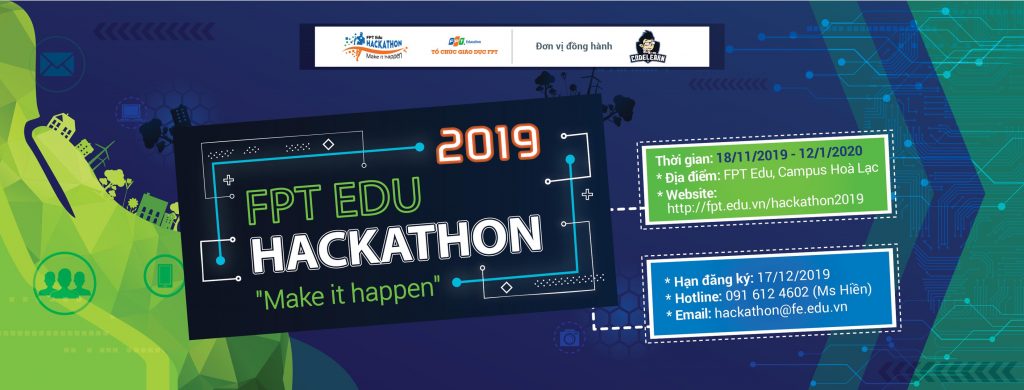 FPT Edu
HACKATHON
Make it happen
FPT Education
TỔ CHỨC GIÁO DỤC FPT
Đơn vị đồng hành
CODELEARN
2019
FPT EDU
HACKATHON
"Make it happen"
Thời gian: 18/11/2019 - 12/1/2020
* Địa điểm: FPT Edu, Campus Hoà Lạc
* Website:
http://fpt.edu.vn/hackathon2019
* Hạn đăng ký: 17/12/2019
* Hotline: 091 612 4602 (Ms Hiền)
* Email: hackathon@fe.edu.vn